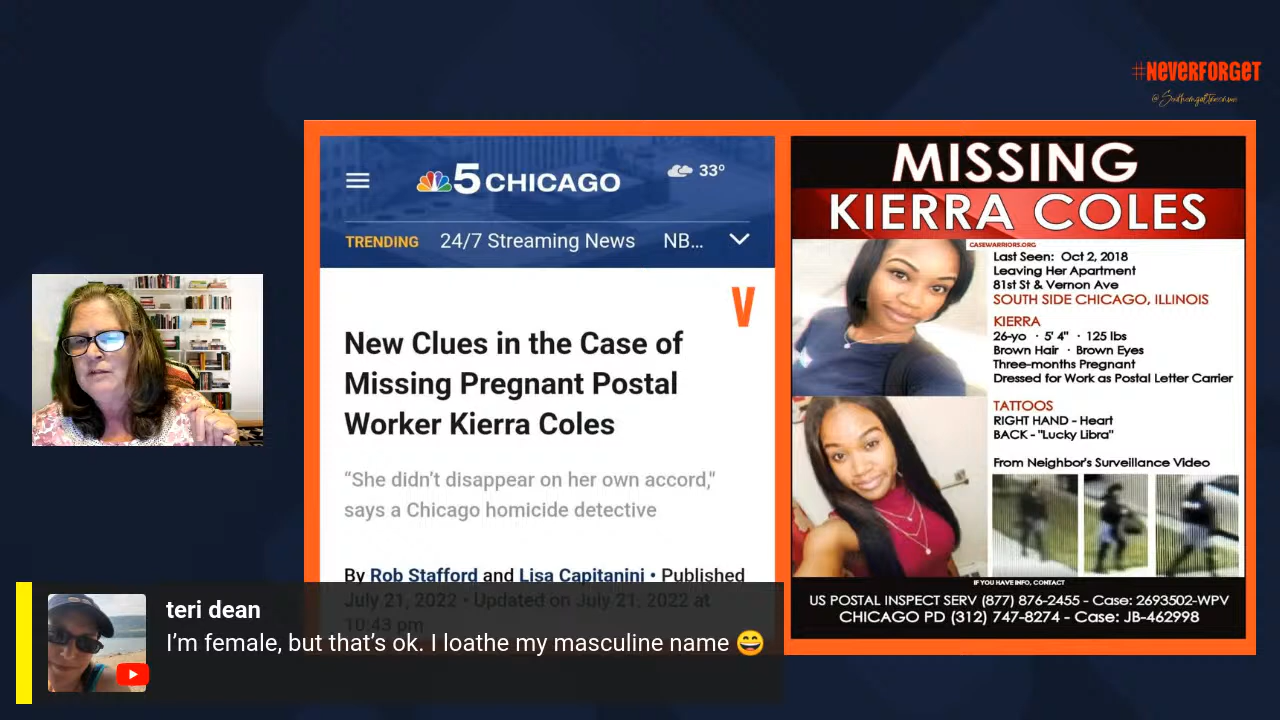 #NEVERFORGET
5 CHICAGO
33°
TRENDING 24/7 Streaming News NB...
V
New Clues in the Case of
Missing Pregnant Postal
Worker Kierra Coles
“She didn’t disappear on her own accord,"
says a Chicago homicide detective
By Rob Stafford and Lisa Capitanini • Published
July 21, 2022 • Updated on July 21, 2022 at
10:43 pm
MISSING
KIERRA COLES
CASEWARRIORS.ORG
Last Seen: Oct 2, 2018
Leaving Her Apartment
81st St & Vernon Ave
SOUTH SIDE CHICAGO, ILLINOIS
KIERRA
26-yo · 5' 4" · 125 lbs
Brown Hair · Brown Eyes
Three-months Pregnant
Dressed for Work as Postal Letter Carrier
TATTOOS
RIGHT HAND - Heart
BACK - "Lucky Libra"
From Neighbor's Surveillance Video
IF YOU HAVE INFO, CONTACT
US POSTAL INSPECT SERV (877) 876-2455 - Case: 2693502-WPV
CHICAGO PD (312) 747-8274 - Case: JB-462998
teri dean
I’m female, but that’s ok. I loathe my masculine name 😄